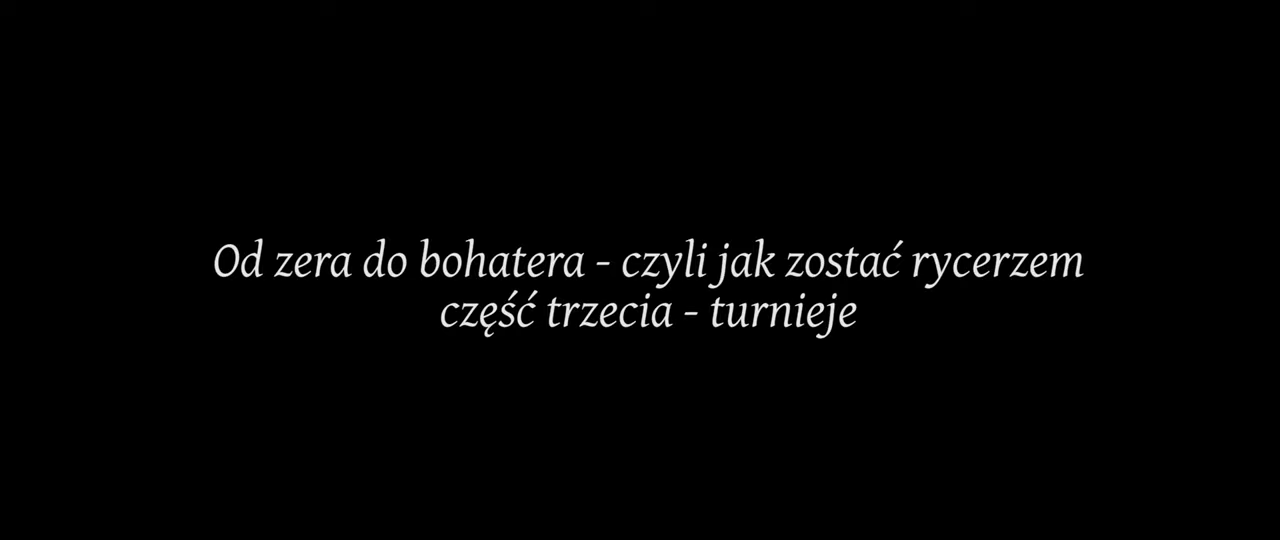 Od zera do bohatera - czyli jak zostać rycerzem
część trzecia - turnieje